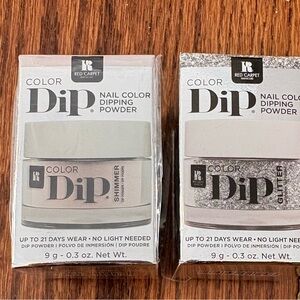 RED CARPET
COLOR
Dip
NAIL COLOR
DIPPING
POWDER
COLOR
Dip
SHIMMER
UP TO 21 DAYS WEAR • NO LIGHT NEEDED
DIP POWDER | POLVO DE INMERSIÓN | DIP POUDRE
9 g - 0.3 oz. Net Wt.
RED CARPET
COLOR
Dip
NAIL COLO
DIPPING
POWDER
COLOR
Dip
GLITTER
UP TO 21 DAYS WEAR • NO LIGHT NEEDE
DIP POWDER | POLVO DE INMERSIÓN | DIP POUDR
9 g - 0.3 oz. Net Wt.